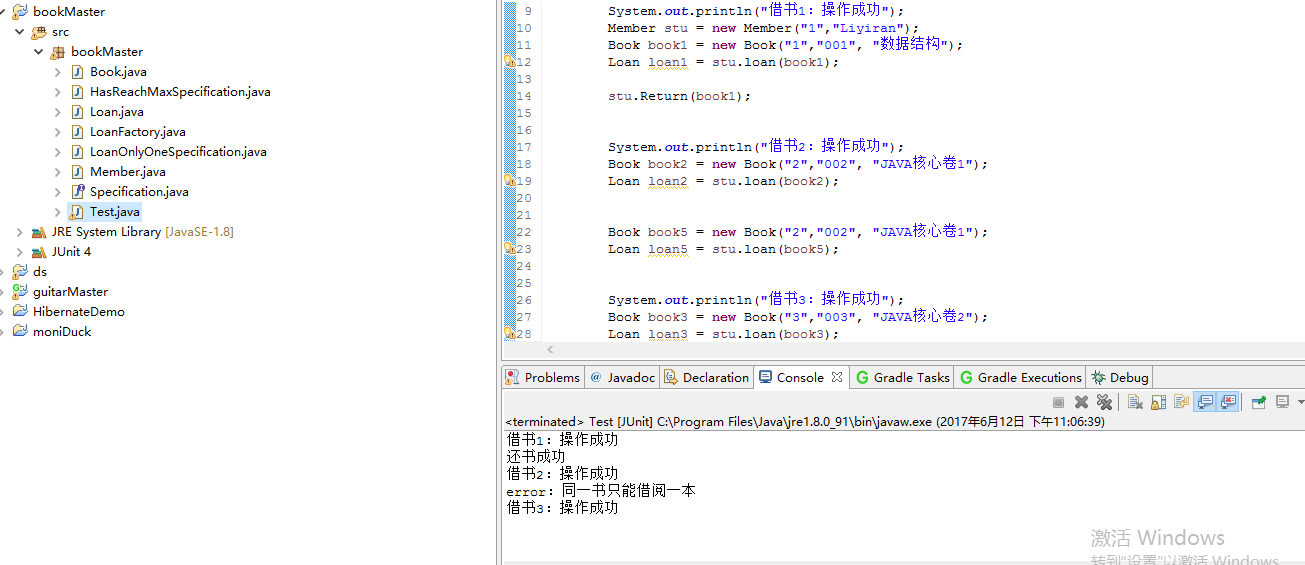 bookMaster
src
bookMaster
Book.java
HasReachMaxSpecification.java
Loan.java
LoanFactory.java
LoanOnlyOneSpecification.java
Member.java
Specification.java
Test.java
JRE System Library [JavaSE-1.8]
JUnit 4
ds
guitarMaster
HibernateDemo
moniDuck
9 System.out.println("借书1: 操作成功");
10 Member stu = new Member("1","Liyiran");
11 Book book1 = new Book("1","001", "数据结构");
12 Loan loan1 = stu.loan(book1);
13
14 stu.Return(book1);
15
16
17 System.out.println("借书2: 操作成功");
18 Book book2 = new Book("2","002", "JAVA核心卷1");
19 Loan loan2 = stu.loan(book2);
20
21
22 Book book5 = new Book("2","002", "JAVA核心卷1");
23 Loan loan5 = stu.loan(book5);
24
25
26 System.out.println("借书3: 操作成功");
27 Book book3 = new Book("3","003", "JAVA核心卷2");
28 Loan loan3 = stu.loan(book3);
Problems @ Javadoc Declaration Console Gradle Tasks Gradle Executions Debug
<terminated> Test [JUnit] C:\Program Files\Java\jre1.8.0_91\bin\javaw.exe (2017年6月12日 下午11:06:39)
借书1: 操作成功
还书成功
借书2: 操作成功
error: 同一书只能借阅一本
借书3: 操作成功
激活 Windows
转到"设置"以激活 Windows